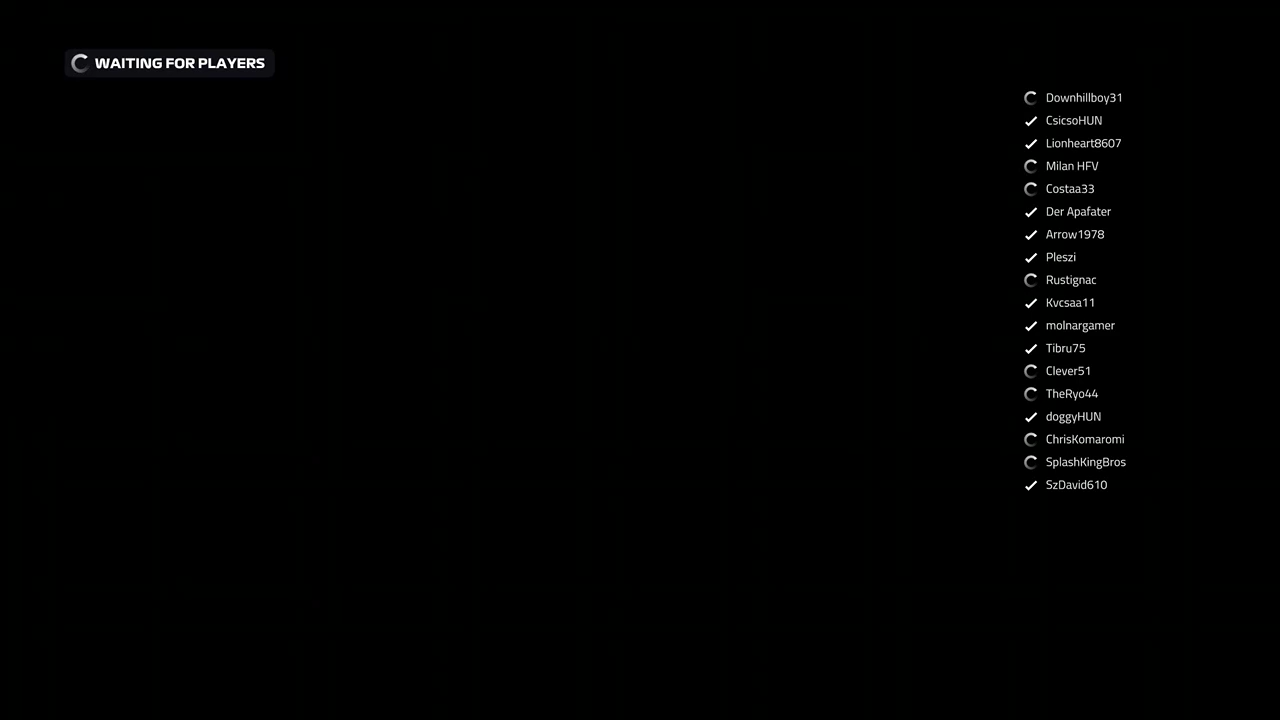 WAITING FOR PLAYERS
Downhillboy31
CsicsoHUN
Lionheart8607
Milan HFV
Costaa33
Der Apafater
Arrow1978
Pleszi
Rustignac
Kvcsaa11
molnargamer
Tibru75
Clever51
TheRyo44
doggyHUN
ChrisKomaromi
SplashKingBros
SzDavid610